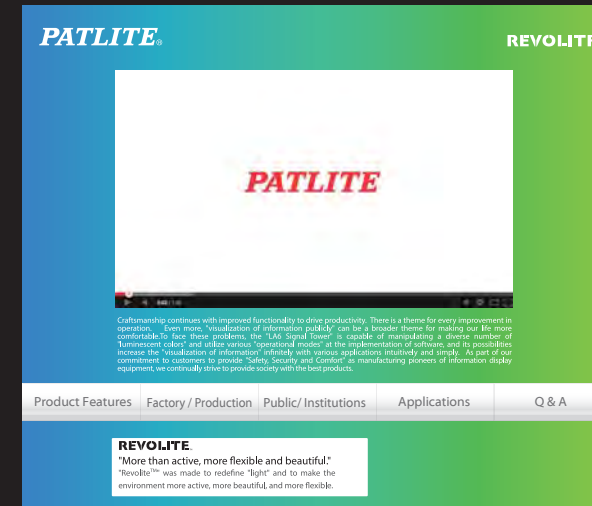 PATLITE®
REVOLITE
PATLITE
Craftsmanship continues with improved functionality to drive productivity. There is a theme for every improvement in
operation. Even more, "visualization of information publicly" can be a broader theme for making our life more
comfortable.To face these problems, the "LA6 Signal Tower" is capable of manipulating a diverse number of
"luminescent colors" and utilize various "operational modes" at the implementation of software, and its possibilities
increase the "visualization of information" infinitely with various applications intuitively and simply. As part of our
commitment to customers to provide "Safety, Security and Comfort" as manufacturing pioneers of information display
equipment, we continually strive to provide society with the best products.
Product Features Factory / Production Public/ Institutions Applications Q & A
REVOLITE
"More than active, more flexible and beautiful."
"Revolite™" was made to redefine "light" and to make the
environment more active, more beautiful, and more flexible.